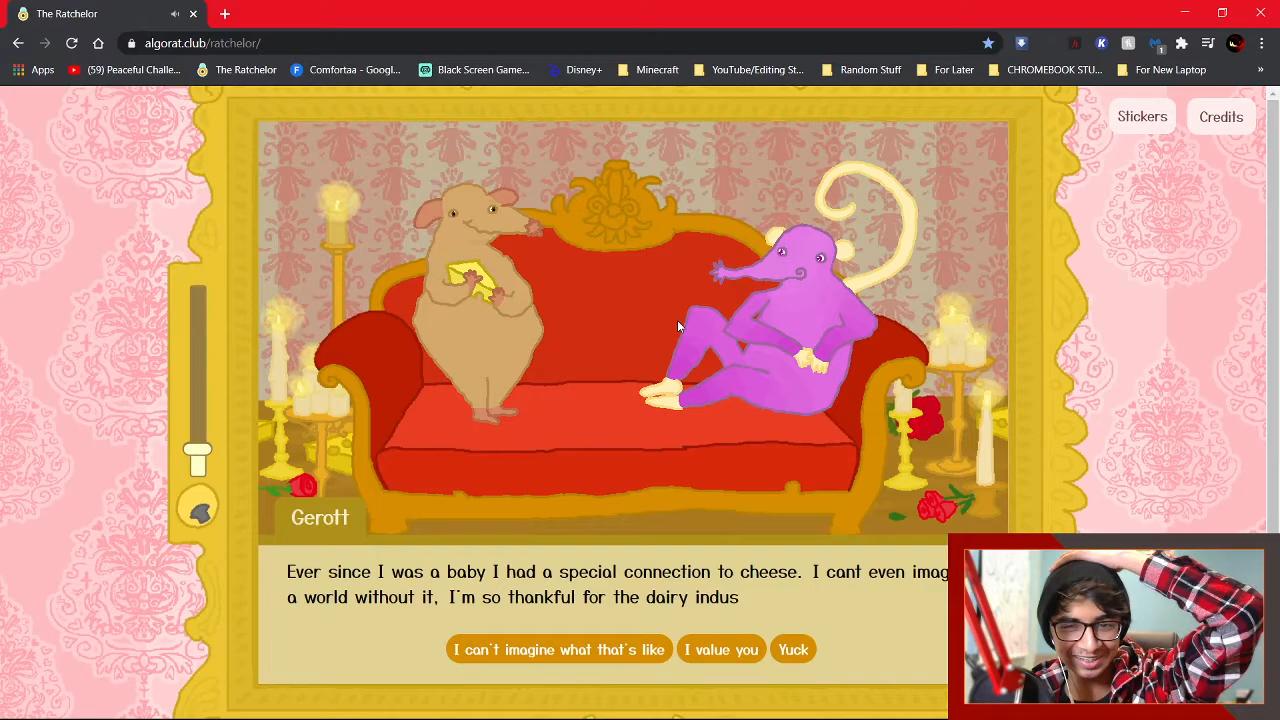 The Ratchelor
algorat.club/ratchelor/
Apps (59) Peaceful Challe... The Ratchelor Comfortaa - Googl... Black Screen Game... Disney+ Minecraft YouTube/Editing St... Random Stuff For Later CHROMEBOOK STU... For New Laptop »
Stickers Credits
Gerott
Ever since I was a baby I had a special connection to cheese. I cant even imag
a world without it, I'm so thankful for the dairy indus
I can't imagine what that's like I value you Yuck